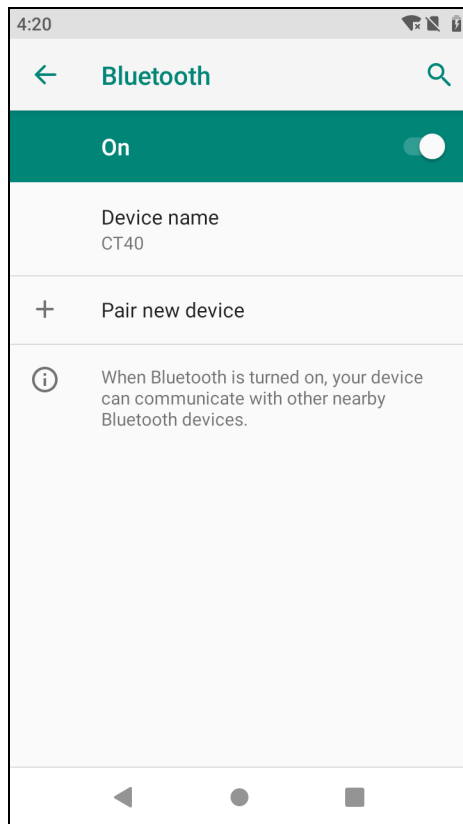 4:20
Bluetooth
On
Device name
CT40
Pair new device
When Bluetooth is turned on, your device
can communicate with other nearby
Bluetooth devices.